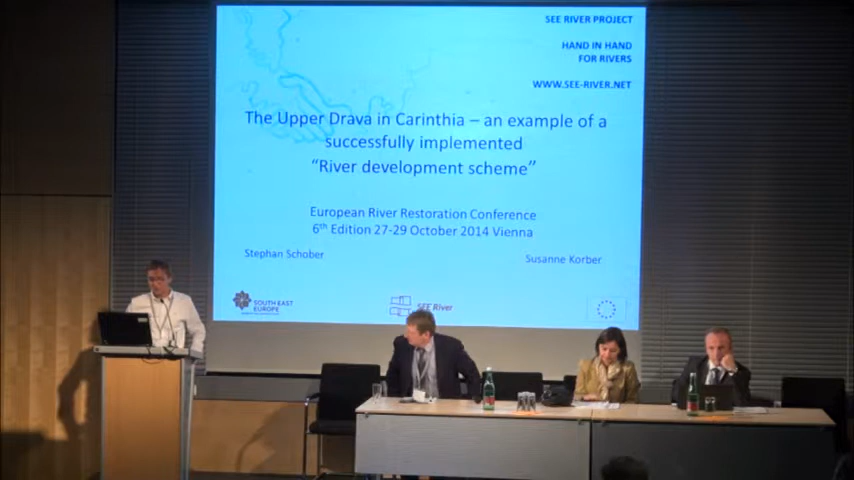 SEE RIVER PROJECT
HAND IN HAND
FOR RIVERS
WWW.SEE-RIVER.NET
The Upper Drava in Carinthia – an example of a
successfully implemented
“River development scheme”
European River Restoration Conference
6th Edition 27-29 October 2014 Vienna
Stephan Schober
Susanne Korber
SOUTH EAST
EUROPE
SEE River